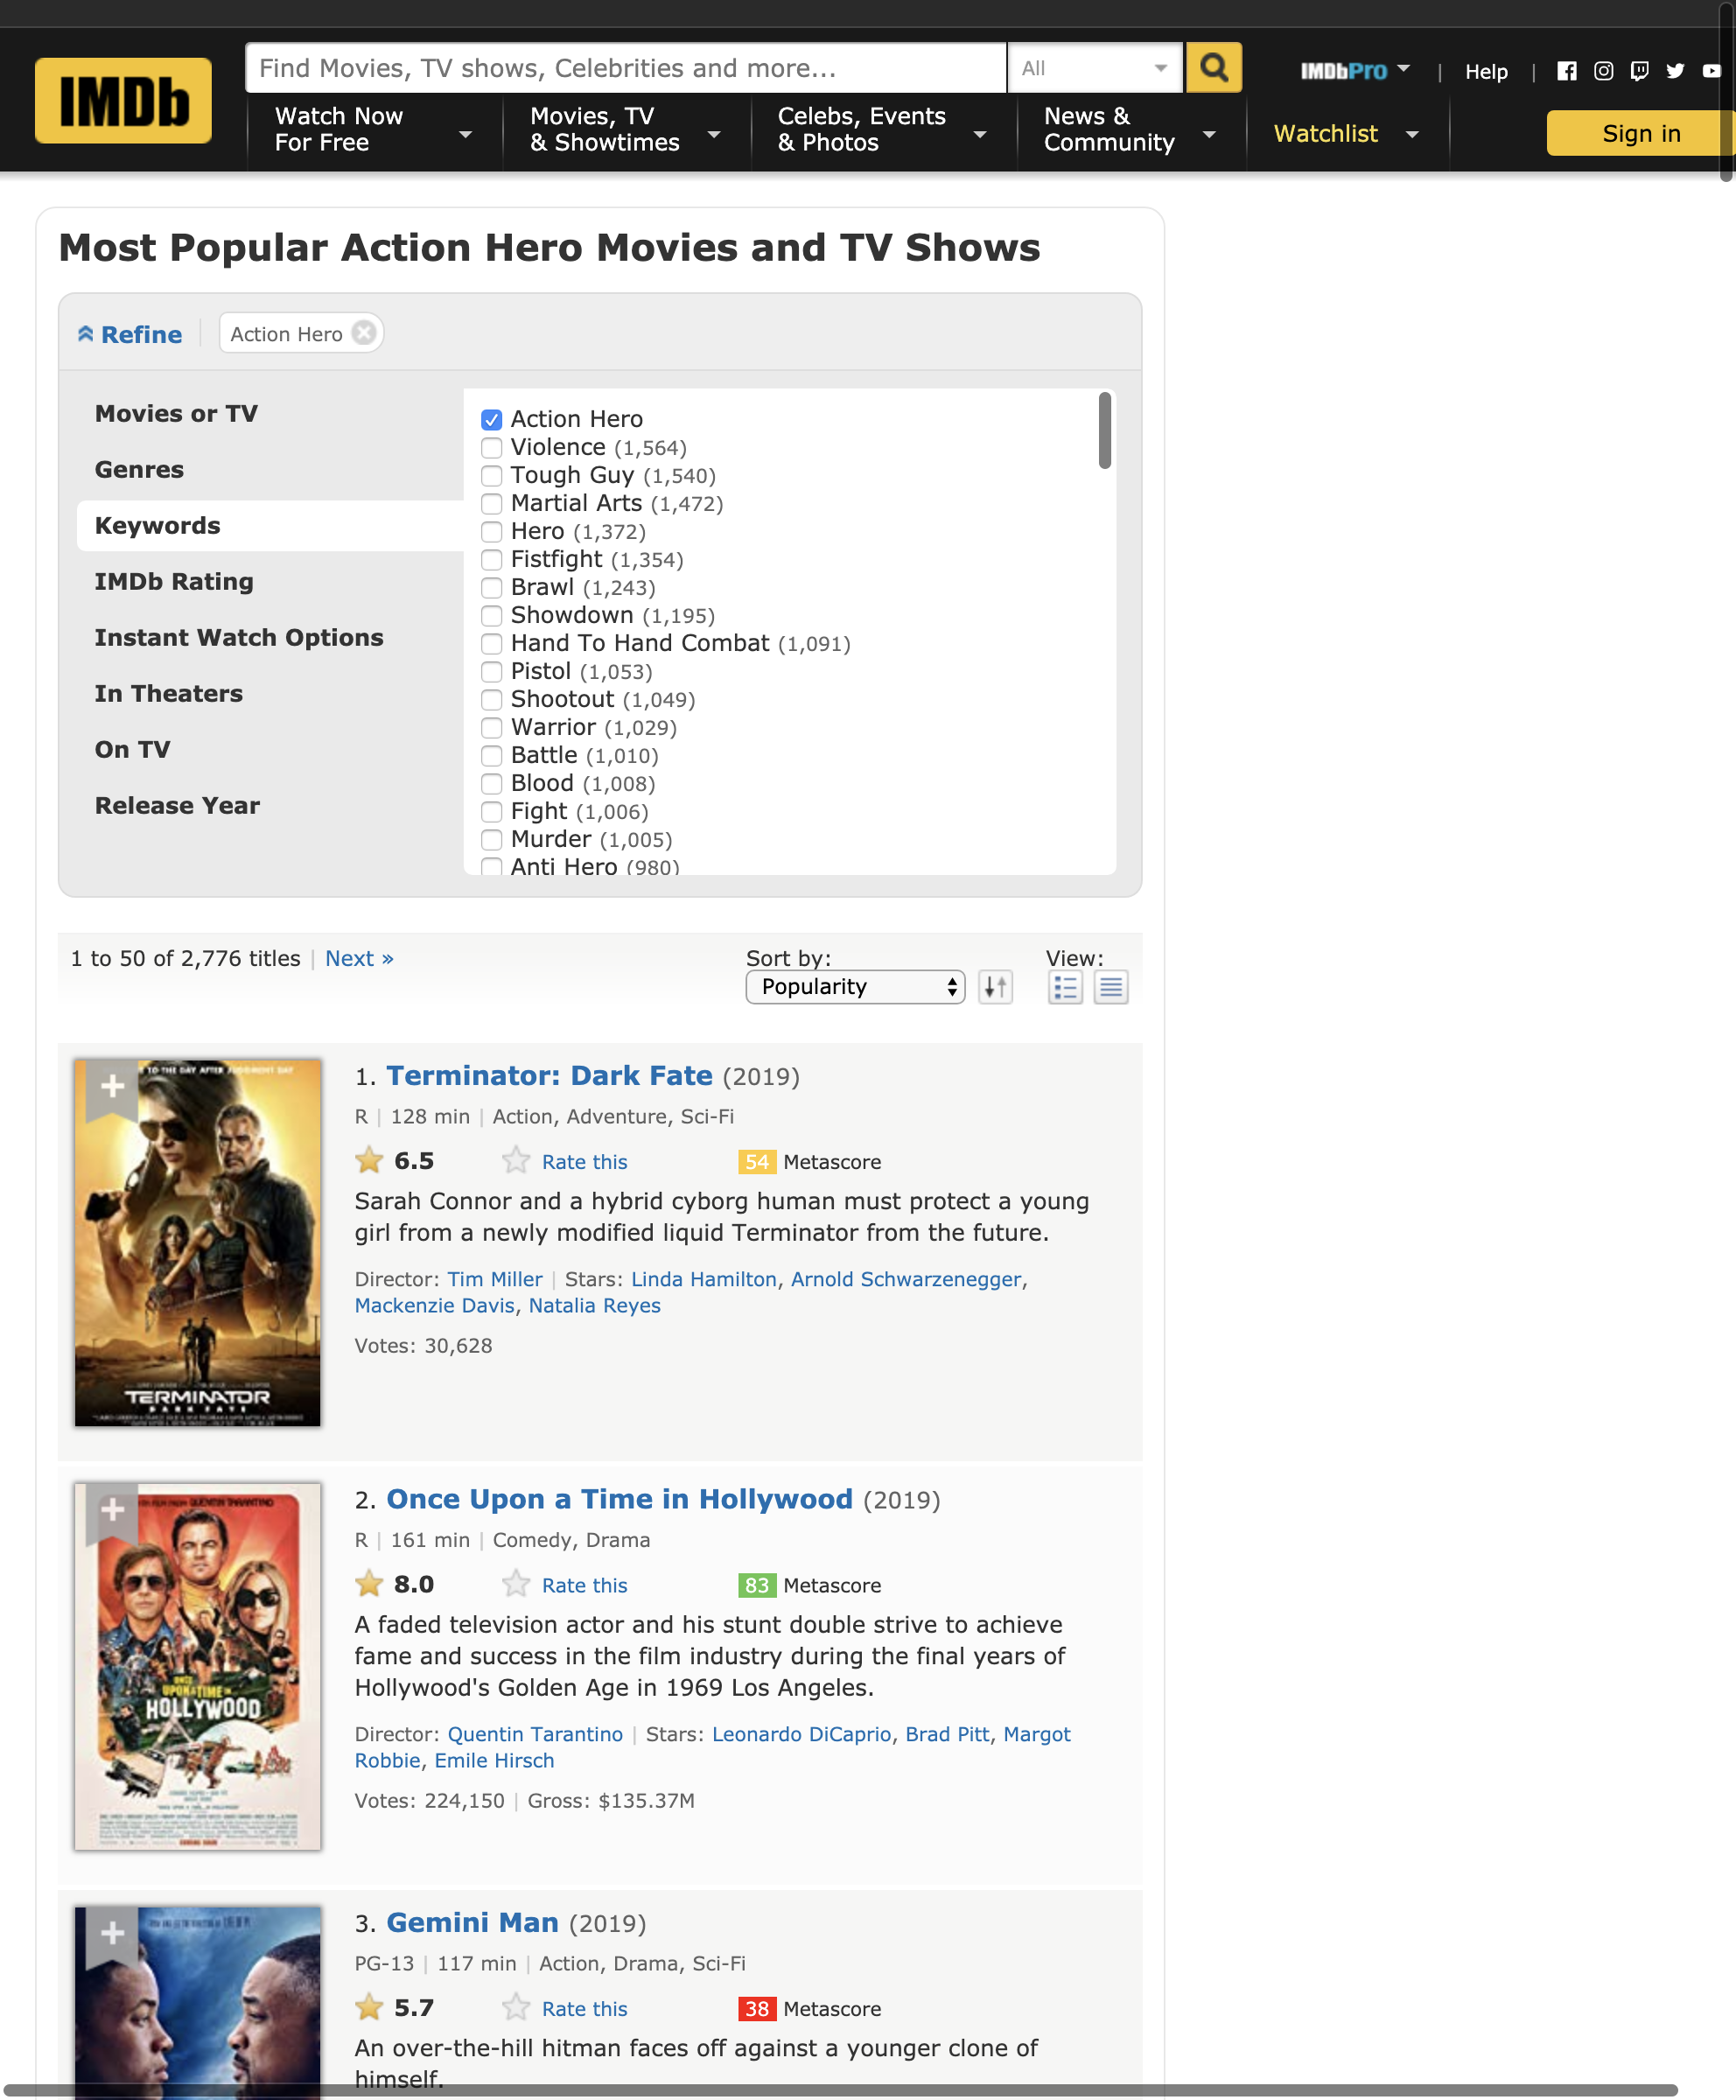 IMDb
Find Movies, TV shows, Celebrities and more...
All
IMDbPro | Help |
Watch Now For Free
Movies, TV & Showtimes
Celebs, Events & Photos
News & Community
Watchlist
Sign in
Most Popular Action Hero Movies and TV Shows
Refine
Action Hero
Movies or TV
Genres
Keywords
IMDb Rating
Instant Watch Options
In Theaters
On TV
Release Year
Action Hero
Violence (1,564)
Tough Guy (1,540)
Martial Arts (1,472)
Hero (1,372)
Fistfight (1,354)
Brawl (1,243)
Showdown (1,195)
Hand To Hand Combat (1,091)
Pistol (1,053)
Shootout (1,049)
Warrior (1,029)
Battle (1,010)
Blood (1,008)
Fight (1,006)
Murder (1,005)
Anti Hero (980)
1 to 50 of 2,776 titles | Next »
Sort by:
Popularity
View:
TO THE DAY AFTER JUDGMENT DAY
TERMINATOR
DARK FATE
1. Terminator: Dark Fate (2019)
R | 128 min | Action, Adventure, Sci-Fi
6.5 Rate this 54 Metascore
Sarah Connor and a hybrid cyborg human must protect a young
girl from a newly modified liquid Terminator from the future.
Director: Tim Miller | Stars: Linda Hamilton, Arnold Schwarzenegger,
Mackenzie Davis, Natalia Reyes
Votes: 30,628
QUENTIN TARANTINO
ONCE
UPON A TIME IN
HOLLYWOOD
2. Once Upon a Time in Hollywood (2019)
R | 161 min | Comedy, Drama
8.0 Rate this 83 Metascore
A faded television actor and his stunt double strive to achieve
fame and success in the film industry during the final years of
Hollywood's Golden Age in 1969 Los Angeles.
Director: Quentin Tarantino | Stars: Leonardo DiCaprio, Brad Pitt, Margot
Robbie, Emile Hirsch
Votes: 224,150 | Gross: $135.37M
3. Gemini Man (2019)
PG-13 | 117 min | Action, Drama, Sci-Fi
5.7 Rate this 38 Metascore
An over-the-hill hitman faces off against a younger clone of
himself.